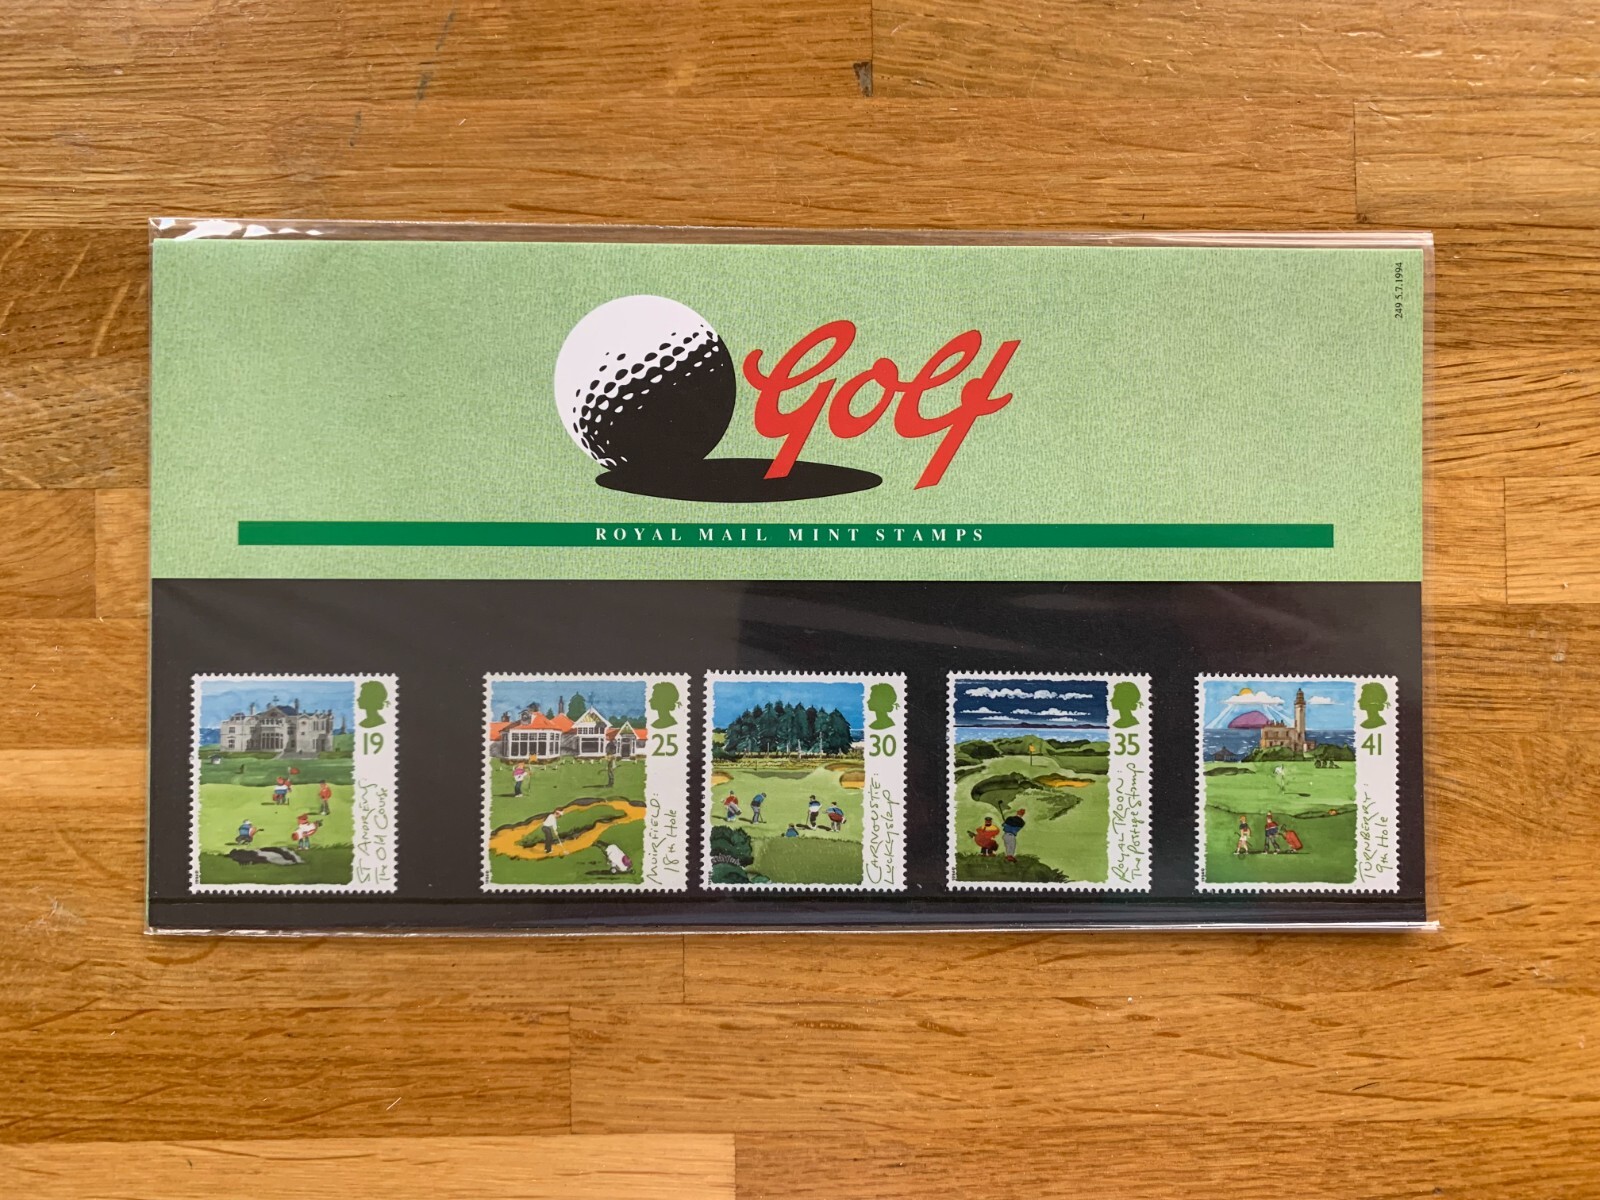 249 5.7.1994
Golf
ROYAL MAIL MINT STAMPS
19
ST ANDREWS:
The Old Course
25
MUIRFIELD:
18th Hole
30
CARNOUSTIE:
Luckyslap
35
ROYAL TROON:
The Postage Stamp
41
TURNBERRY:
9th Hole